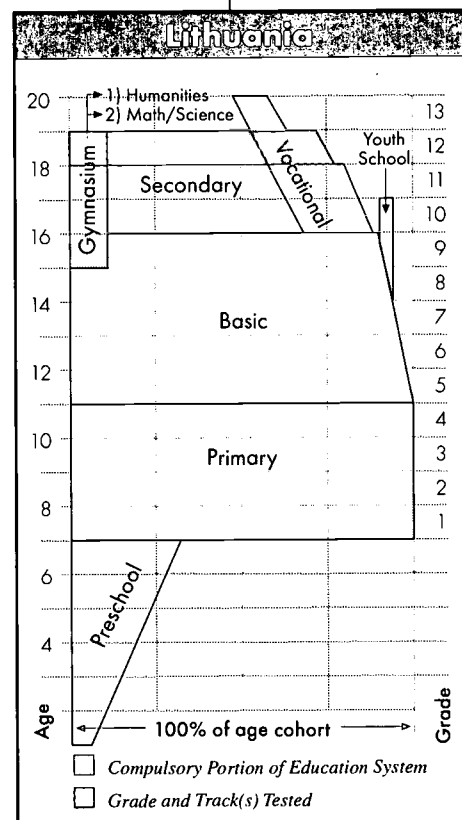 Lithuania
20
1) Humanities
2) Math/Science
13
Youth
School
12
18
Gymnasium
Secondary
Vocational
11
10
16
9
8
14
Basic
7
6
12
5
4
10
Primary
3
2
8
1
6
Preschool
4
Age
100% of age cohort
Grade
Compulsory Portion of Education System
Grade and Track(s) Tested